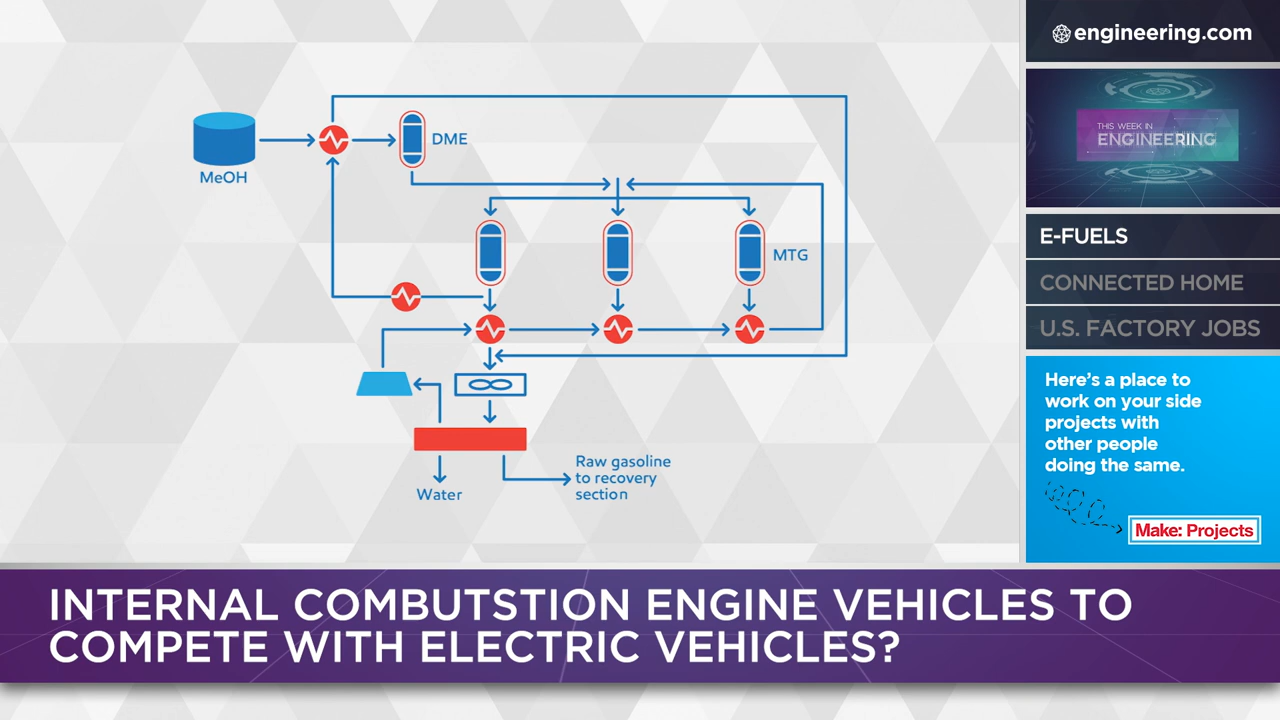 MeOH
DME
MTG
Water
Raw gasoline
to recovery
section
engineering.com
THIS WEEK IN
ENGINEERING
E-FUELS
CONNECTED HOME
U.S. FACTORY JOBS
Here's a place to
work on your side
projects with
other people
doing the same.
Make: Projects
INTERNAL COMBUTSTION ENGINE VEHICLES TO
COMPETE WITH ELECTRIC VEHICLES?